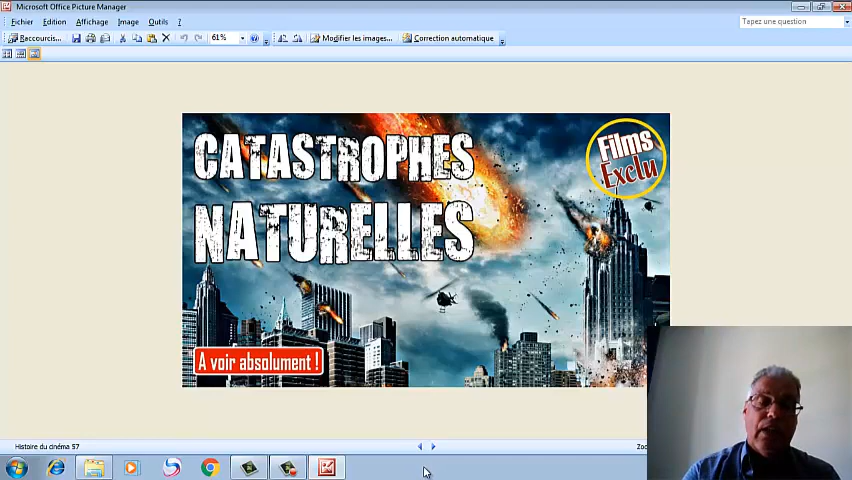 Microsoft Office Picture Manager
Fichier Edition Affichage Image Outils ?
Tapez une question
Raccourcis...
61%
Modifier les images...
Correction automatique
CATASTROPHES
NATURELLES
Films
Exclu
A voir absolument !
Histoire du cinéma 57